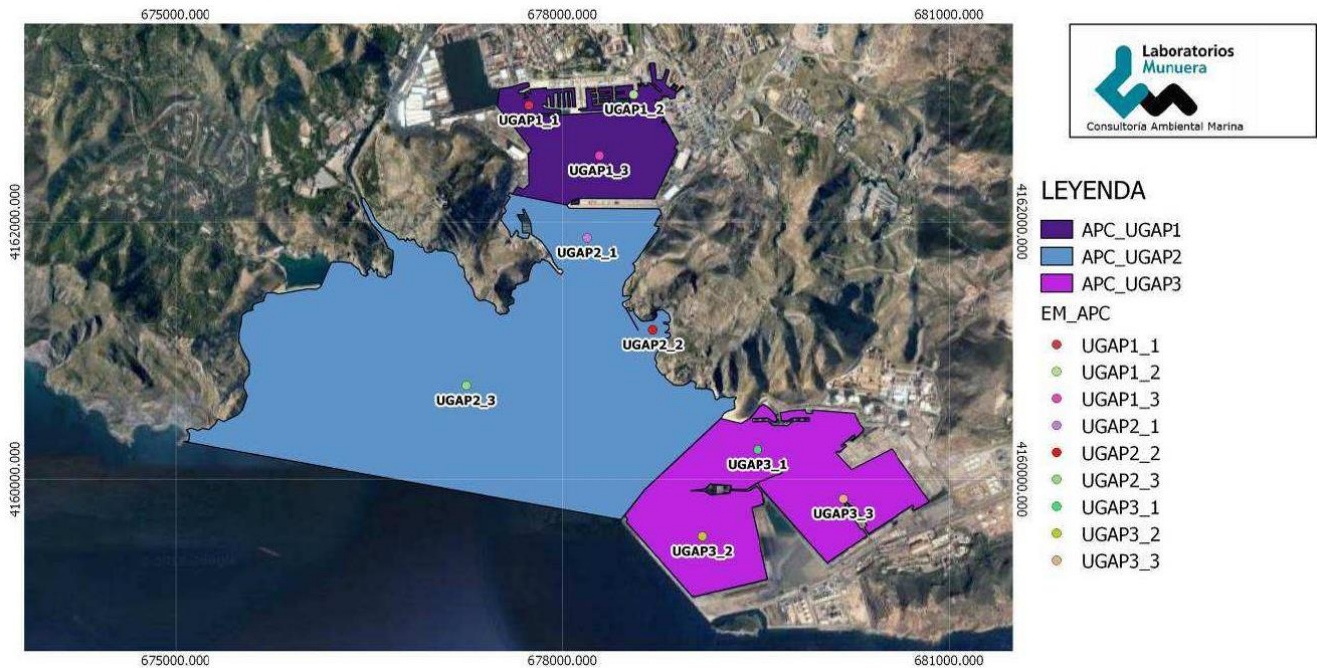 675000.000
678000.000
681000.000
Laboratorios
Munuera
Consultoría Ambiental Marina
UGAP1_1
UGAP1_2
UGAP1_3
4162000.000
4162000.000
UGAP2_1
UGAP2_2
UGAP2_3
4160000.000
4160000.000
UGAP3_1
UGAP3_3
UGAP3_2
675000.000
678000.000
681000.000
LEYENDA
APC_UGAP1
APC_UGAP2
APC_UGAP3
EM_APC
UGAP1_1
UGAP1_2
UGAP1_3
UGAP2_1
UGAP2_2
UGAP2_3
UGAP3_1
UGAP3_2
UGAP3_3